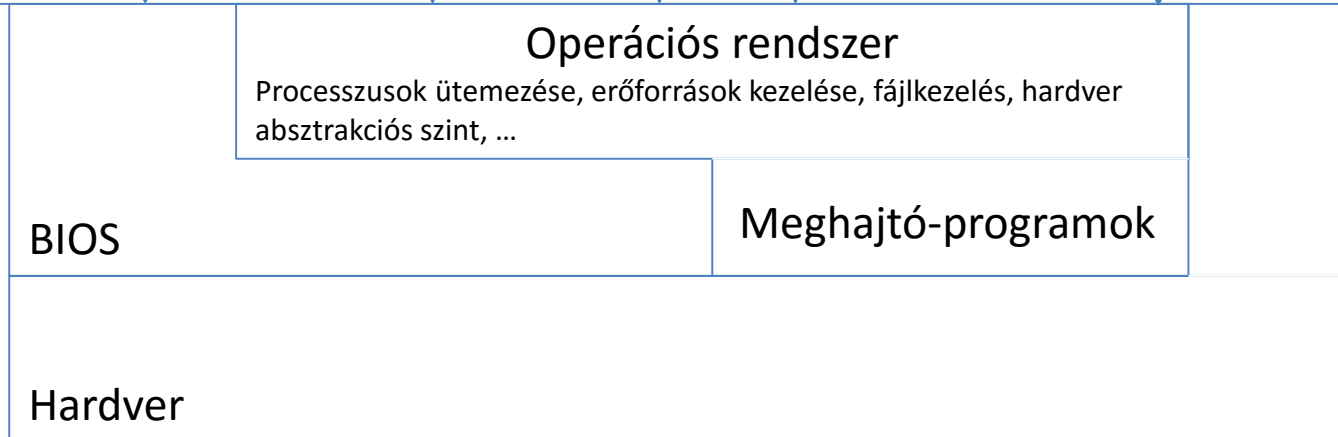 Operációs rendszer
Processzusok ütemezése, erőforrások kezelése, fájlkezelés, hardver
absztrakciós szint, ...
Meghajtó-programok
BIOS
Hardver